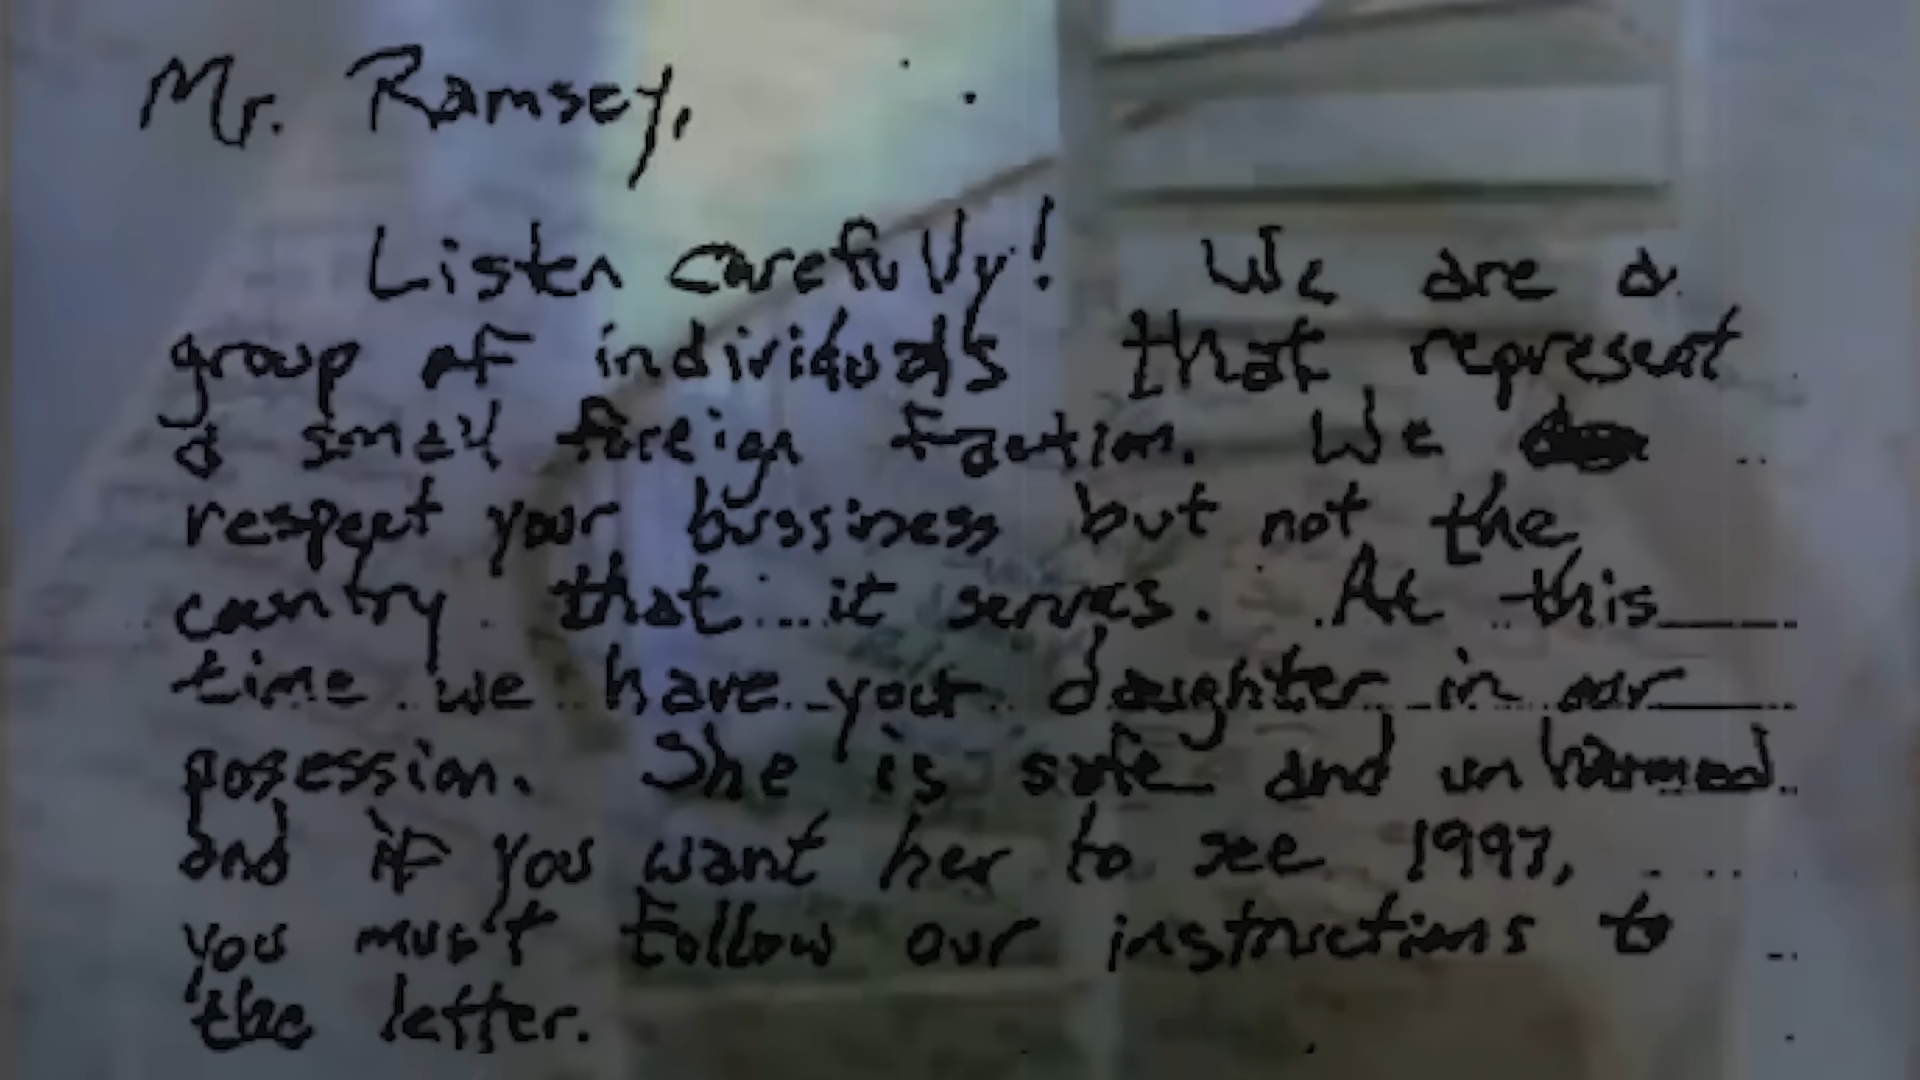 Mr. Ramsey,
Listen carefully! We are a
group of individuals that represent
a small foreign faction. We
respect your bussiness but not the
country that it serves. At this
time we have your daughter in our
posession. She is safe and unharmed
and if you want her to see 1997,
you must follow our instructions to
the letter.